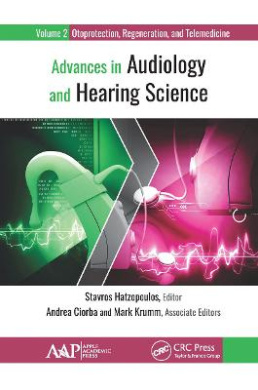 Volume 2 Otoprotection, Regeneration, and Telemedicine
Advances in Audiology
and Hearing Science
Stavros Hatzopoulos, Editor
Andrea Ciorba and Mark Krumm, Associate Editors
AAP APPLE
ACADEMIC
PRESS
CRC CRC Press
Taylor & Francis Group